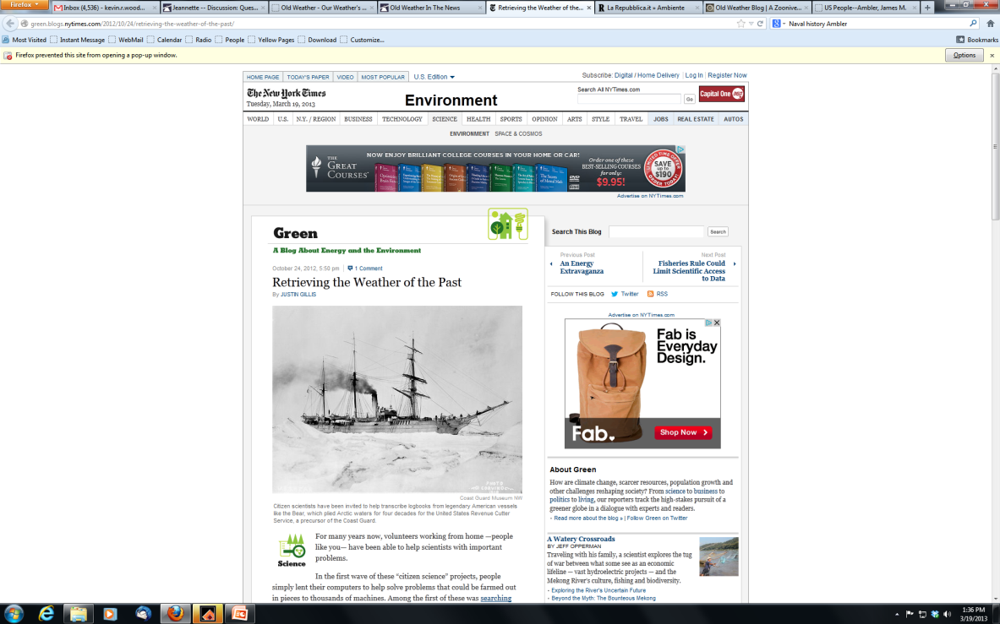 Firefox
Inbox (4,536) - kevin.r.wood...
Jeannette -- Discussion: Ques...
Old Weather - Our Weather's ...
Old Weather In The News
Retrieving the Weather of the...
La Repubblica.it » Ambiente
Old Weather Blog | A Zoonive...
US People--Ambler, James M.
green.blogs.nytimes.com/2012/10/24/retrieving-the-weather-of-the-past/
Naval history Ambler
Most Visited Instant Message WebMail Calendar Radio People Yellow Pages Download Customize...
Bookmarks
Firefox prevented this site from opening a pop-up window.
Options
HOME PAGE TODAY'S PAPER VIDEO MOST POPULAR U.S. Edition
Subscribe: Digital / Home Delivery Log In Register Now
The New York Times
Tuesday, March 19, 2013
Environment
Search All NYTimes.com
Go
Capital One 360
WORLD U.S. N.Y. / REGION BUSINESS TECHNOLOGY SCIENCE HEALTH SPORTS OPINION ARTS STYLE TRAVEL JOBS REAL ESTATE AUTOS
ENVIRONMENT SPACE & COSMOS
THE GREAT COURSES
NOW ENJOY BRILLIANT COLLEGE COURSES IN YOUR HOME OR CAR!
Order one of these
BEST-SELLING COURSES
for only:
$9.95!
LIMITED TIME OFFER
SAVE
up to
$190
ORDER TODAY!
Advertise on NYTimes.com
Green
A Blog About Energy and the Environment
October 24, 2012, 5:50 pm 1 Comment
Retrieving the Weather of the Past
By JUSTIN GILLIS
Coast Guard Museum NW
Citizen scientists have been invited to help transcribe logbooks from legendary American vessels
like the Bear, which plied Arctic waters for four decades for the United States Revenue Cutter
Service, a precursor of the Coast Guard.
Science
For many years now, volunteers working from home —people
like you— have been able to help scientists with important
problems.
In the first wave of these “citizen science” projects, people
simply lent their computers to help solve problems that could be farmed out
in pieces to thousands of machines. Among the first of these was searching
Search This Blog
Search
Previous Post
An Energy
Extravaganza
Next Post
Fisheries Rule Could
Limit Scientific Access
to Data
FOLLOW THIS BLOG Twitter RSS
Advertise on NYTimes.com
Fab is
Everyday
Design.
Fab.
Shop Now
About Green
How are climate change, scarcer resources, population growth and
other challenges reshaping society? From science to business to
politics to living, our reporters track the high-stakes pursuit of a
greener globe in a dialogue with experts and readers.
Read more about the blog » | Follow Green on Twitter
A Watery Crossroads
BY JEFF OPPERMAN
Traveling with his family, a scientist explores the tug
of war between what some see as an economic
lifeline — vast hydroelectric projects — and the
Mekong River's culture, fishing and biodiversity.
Exploring the River's Uncertain Future
Beyond the Myth: The Bounteous Mekong
1:36 PM
3/19/2013